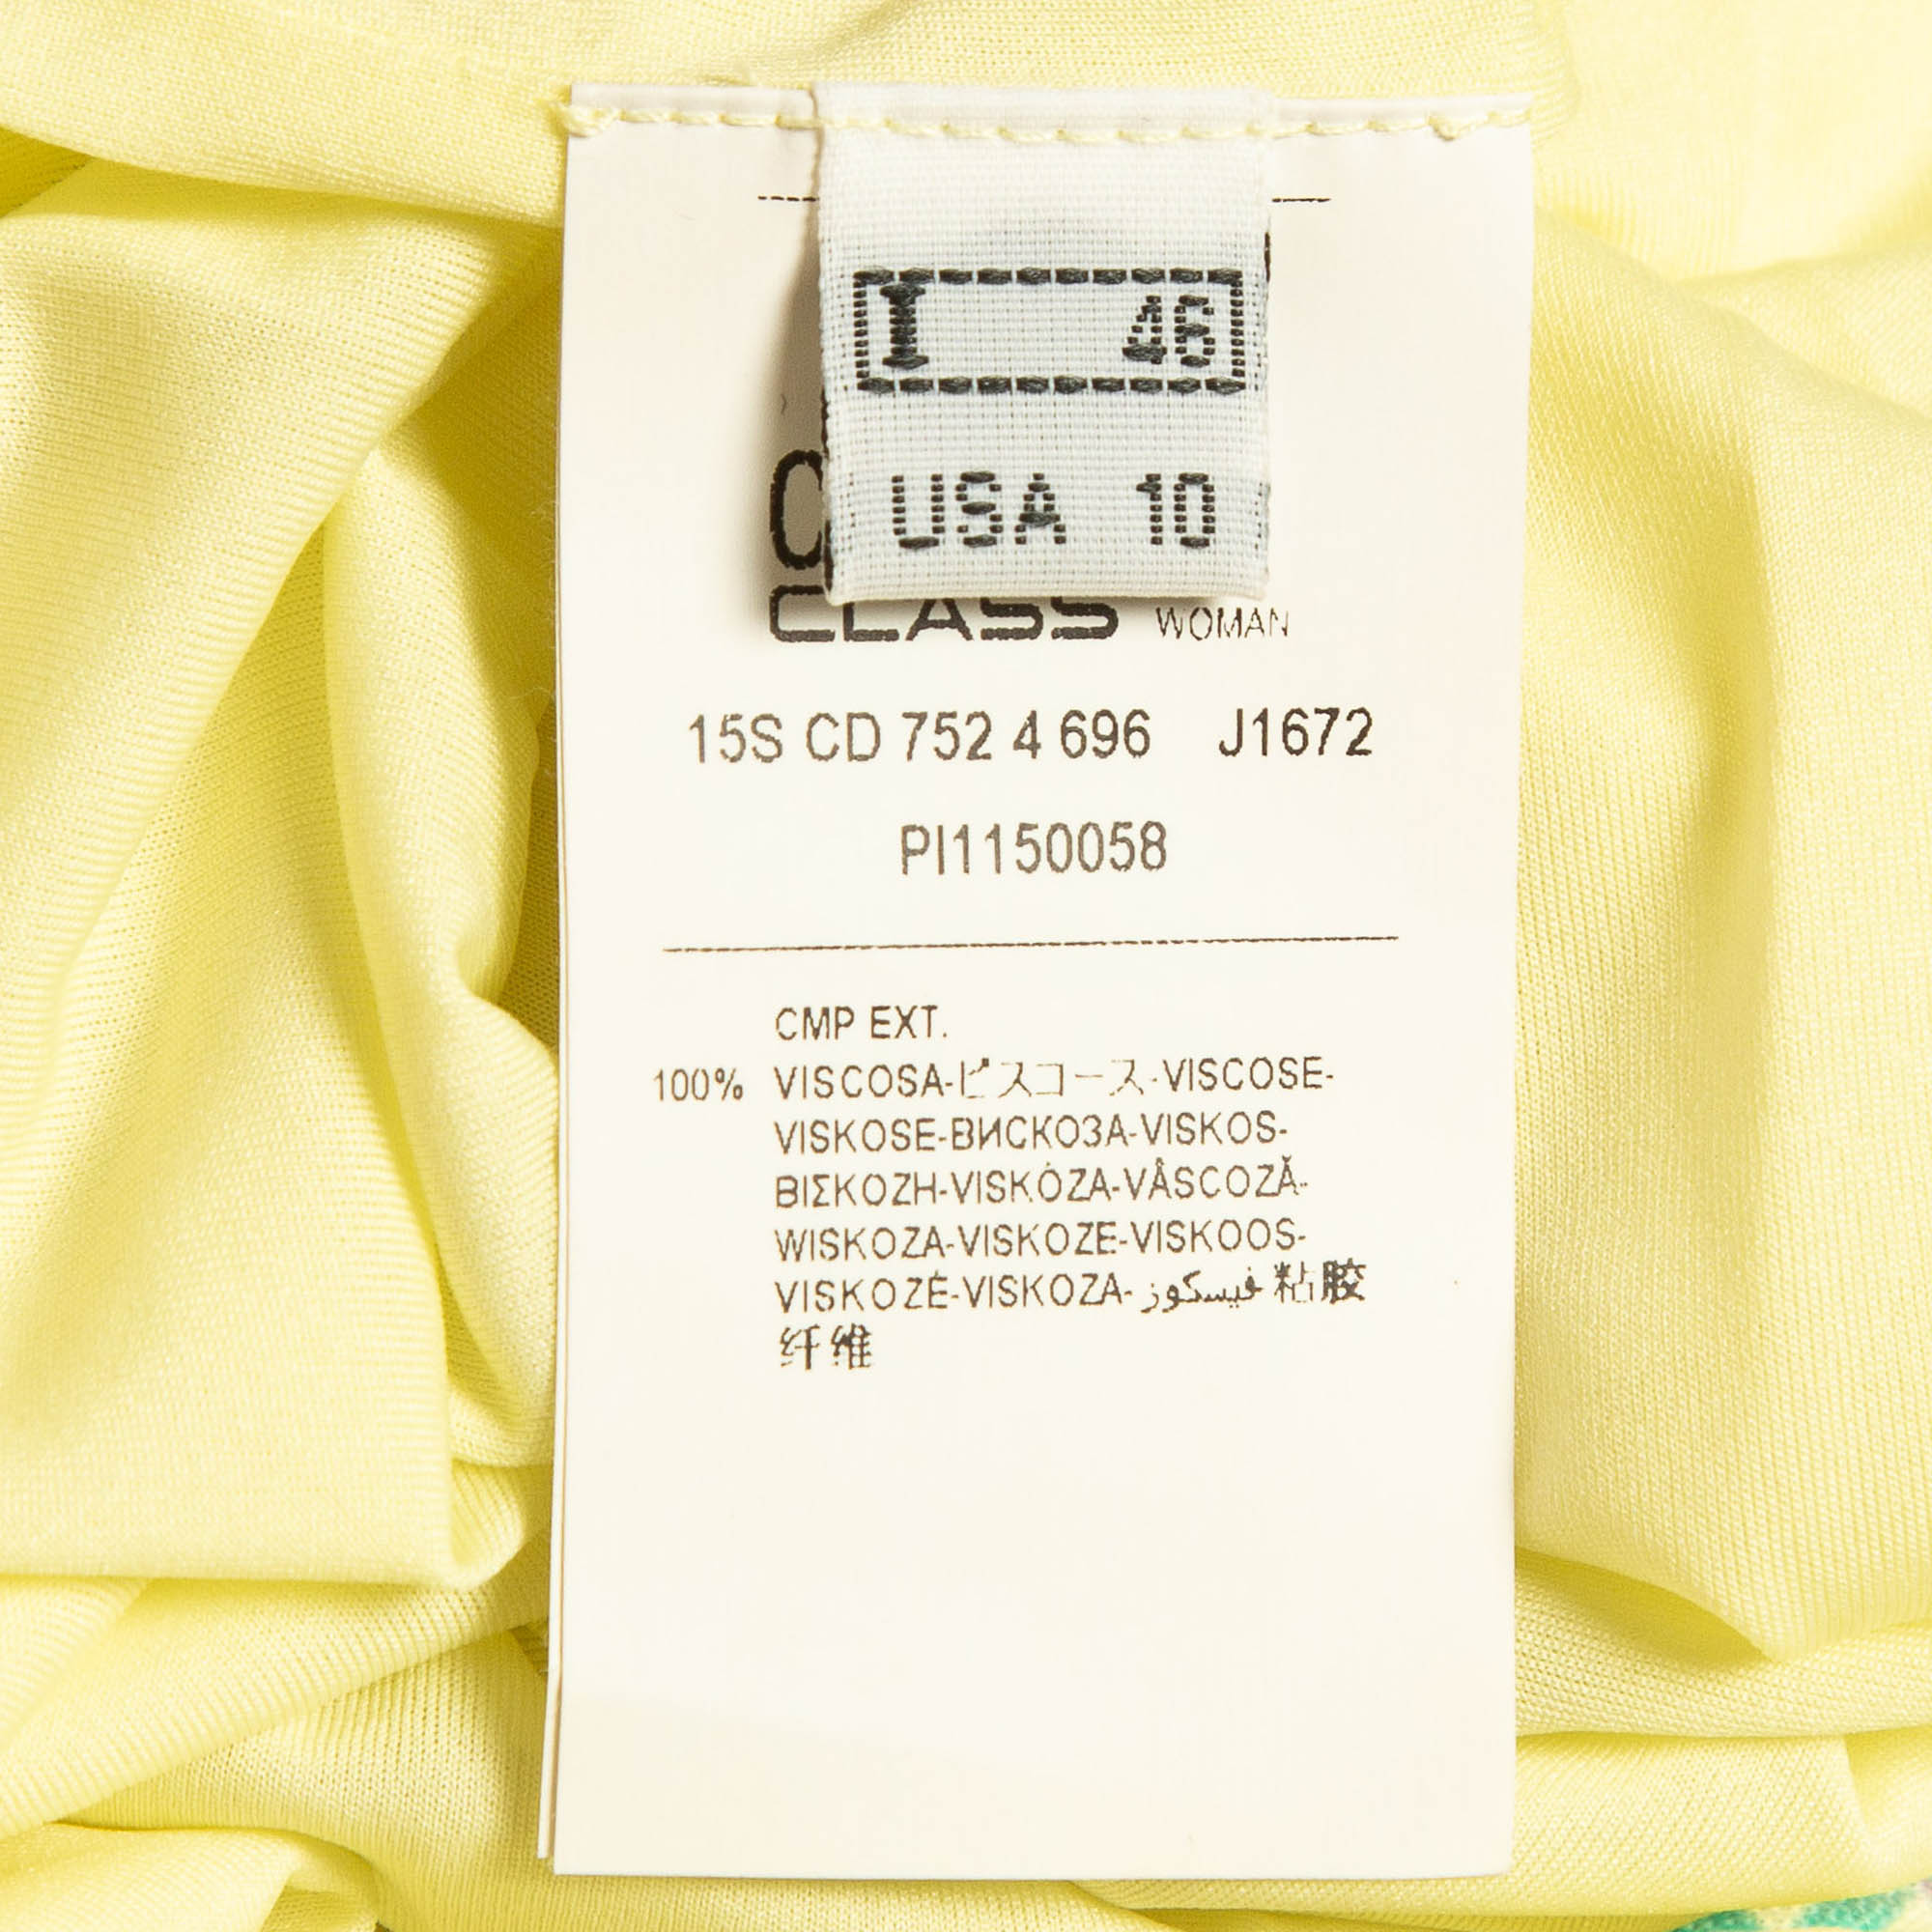 I 46
USA 10
CLASS WOMAN
15S CD 752 4 696 J1672
PI1150058
CMP EXT.
100% VISCOSA-ビスコース-VISCOSE-
VISKOSE-ВИСКОЗА-VISKOS-
ΒΙΣΚΟΖΗ-VISKÓZA-VÂSCOZĂ-
WISKOZA-VISKOZE-VISKOOS-
VISKOZĖ-VISKOZA-فيسكوز 粘胶
纤维